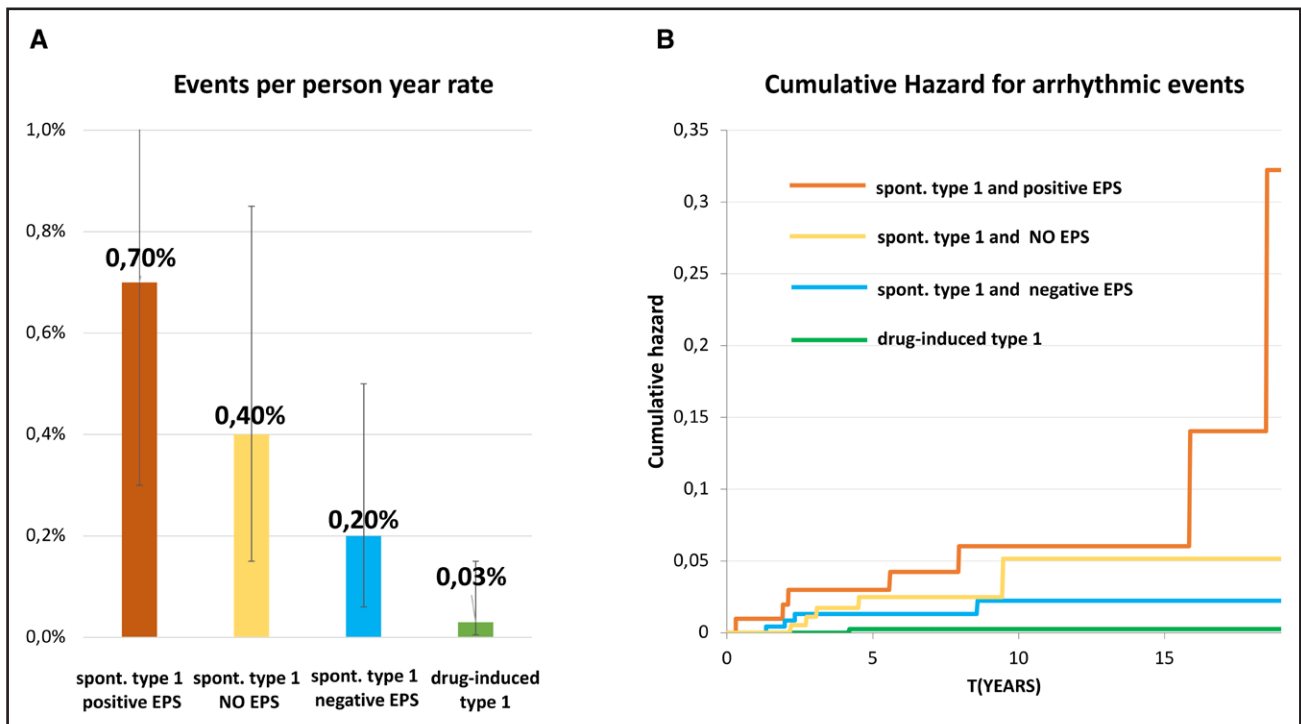 A
Events per person year rate
1,0%
0,8%
0,6%
0,4%
0,2%
0,0%
0,70%
0,40%
0,20%
0,03%
spont. type 1
positive EPS
spont. type 1
NO EPS
spont. type 1
negative EPS
drug-induced
type 1
B
Cumulative Hazard for arrhythmic events
Cumulative hazard
0,35
0,3
0,25
0,2
0,15
0,1
0,05
0
spont. type 1 and positive EPS
spont. type 1 and NO EPS
spont. type 1 and negative EPS
drug-induced type 1
0
5
10
15
T(YEARS)